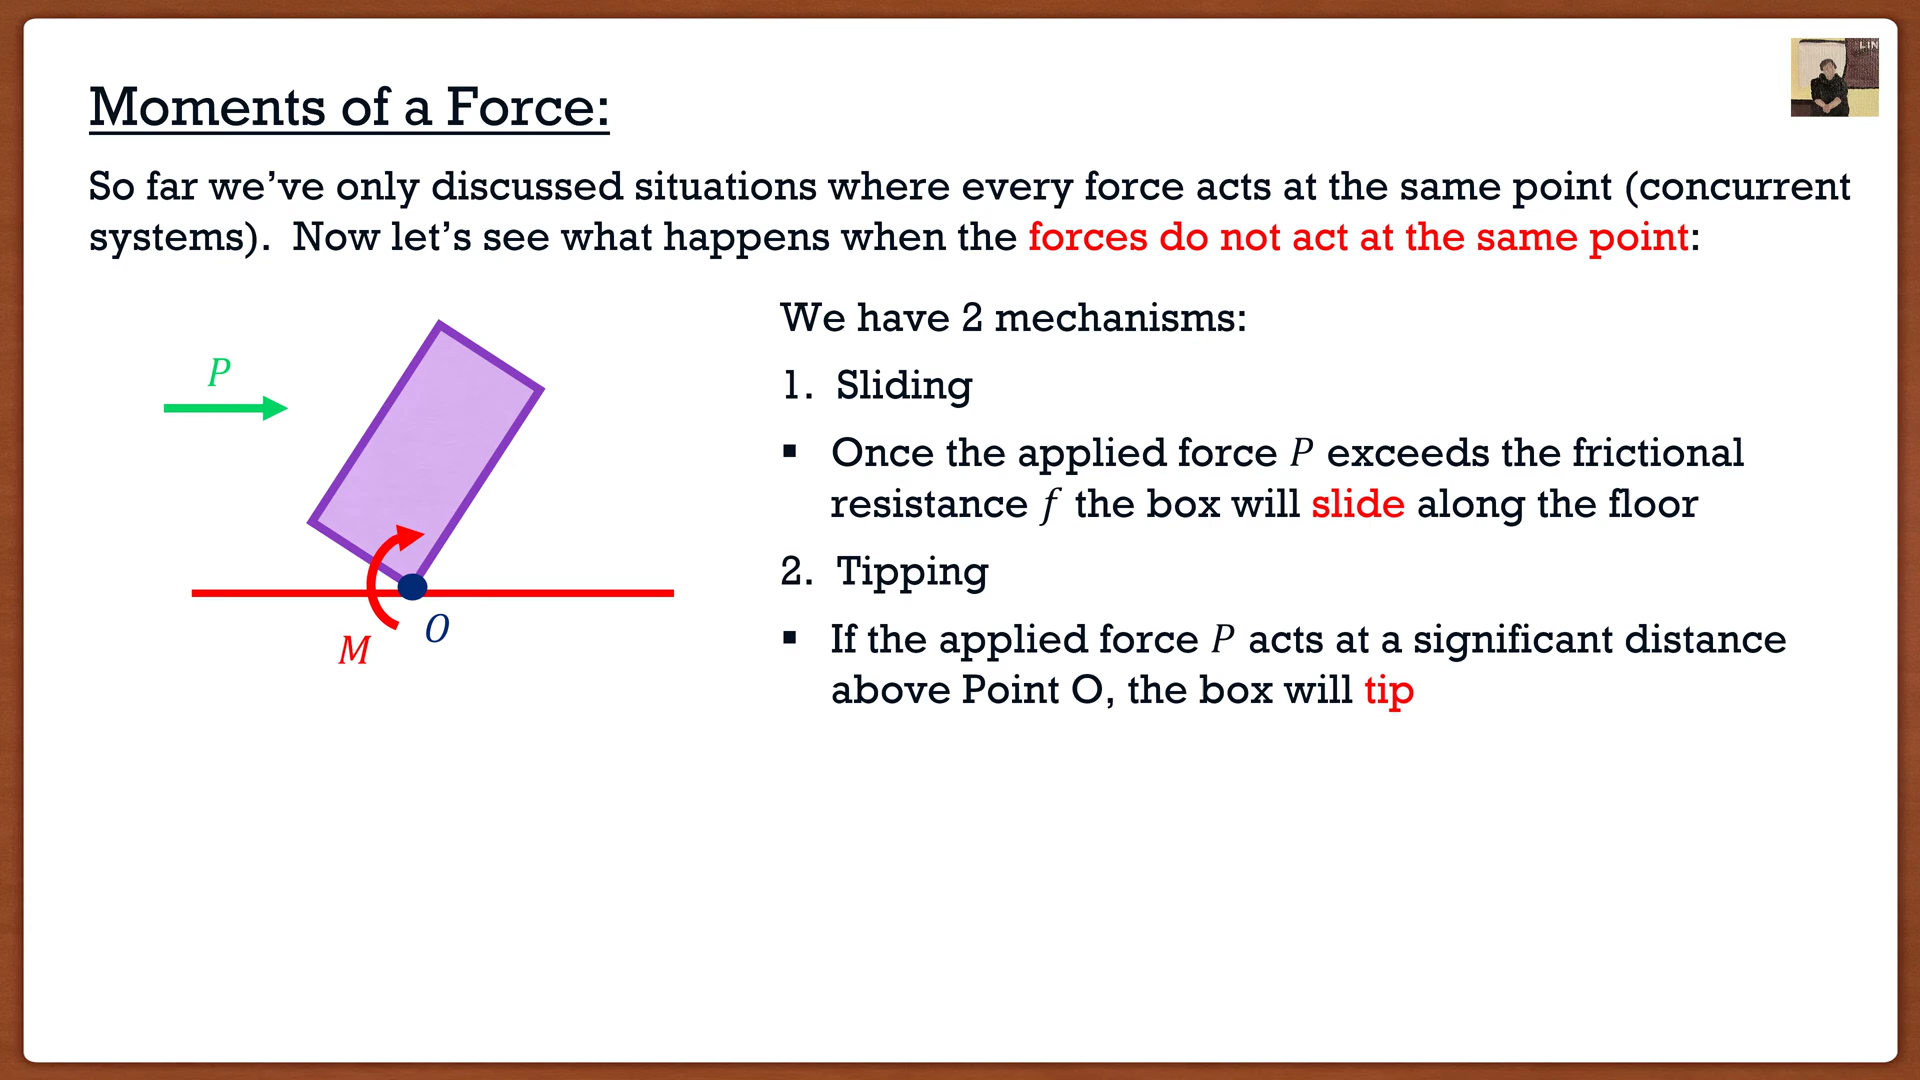 LIN
Moments of a Force:
So far we’ve only discussed situations where every force acts at the same point (concurrent
systems). Now let’s see what happens when the forces do not act at the same point:
We have 2 mechanisms:
P
1. Sliding
▪ Once the applied force P exceeds the frictional
resistance f the box will slide along the floor
2. Tipping
▪ If the applied force P acts at a significant distance
above Point O, the box will tip
O
M